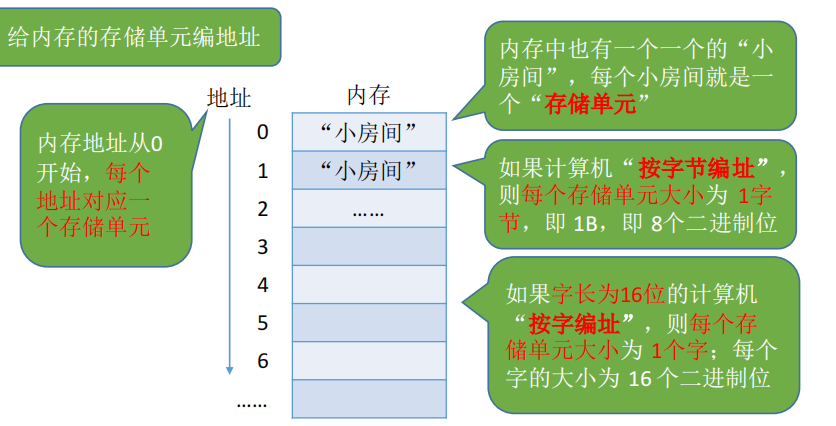 给内存的存储单元编地址
地址
内存
内存地址从0
开始，每个
地址对应一
个存储单元
0
“小房间”
1
“小房间”
2
……
3
4
5
6
……
内存中也有一个一个的“小
房间”，每个小房间就是一
个“存储单元”
如果计算机“按字节编址”，
则每个存储单元大小为 1字
节，即 1B，即 8个二进制位
如果字长为16位的计算机
“按字编址”，则每个存
储单元大小为 1个字；每个
字的大小为 16 个二进制位